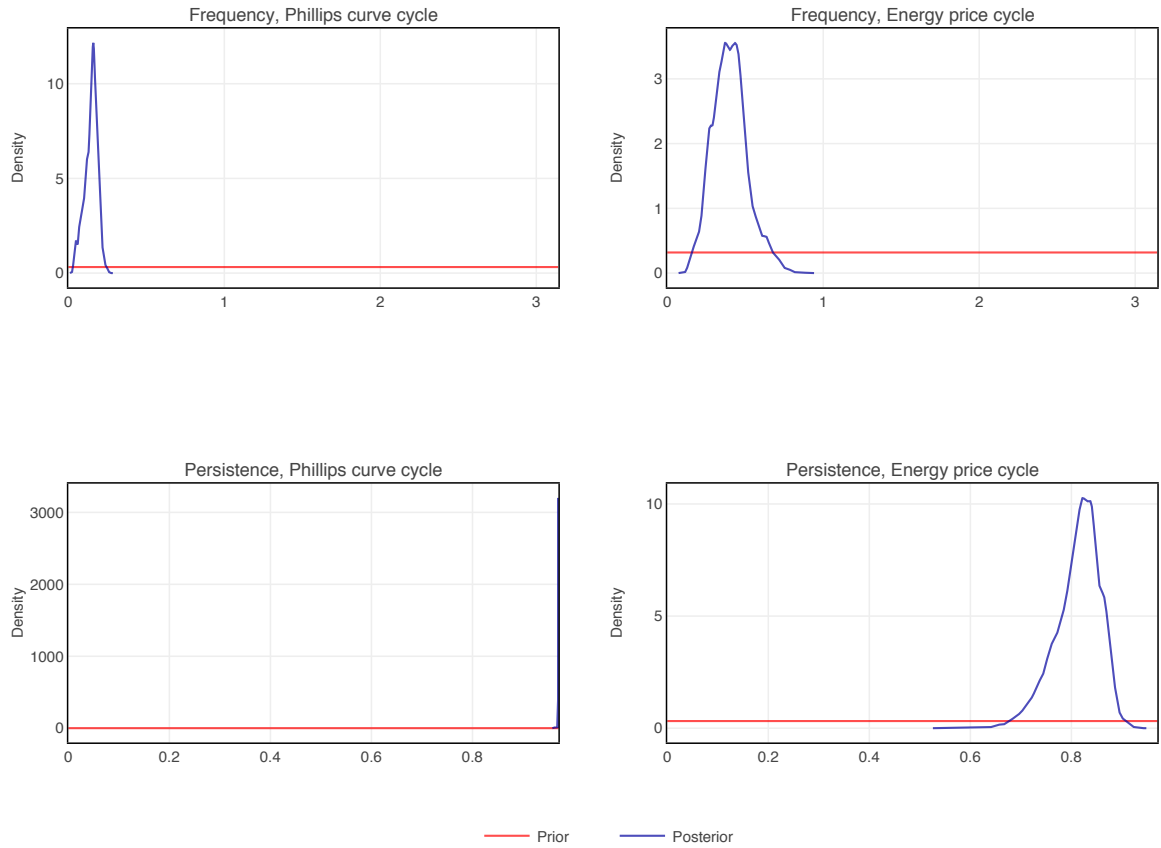 Frequency, Phillips curve cycle
Density
10
5
0
0 1 2 3
Frequency, Energy price cycle
Density
3
2
1
0
0 1 2 3
Persistence, Phillips curve cycle
Density
3000
2000
1000
0
0 0.2 0.4 0.6 0.8
Persistence, Energy price cycle
Density
10
5
0
0 0.2 0.4 0.6 0.8
Prior Posterior